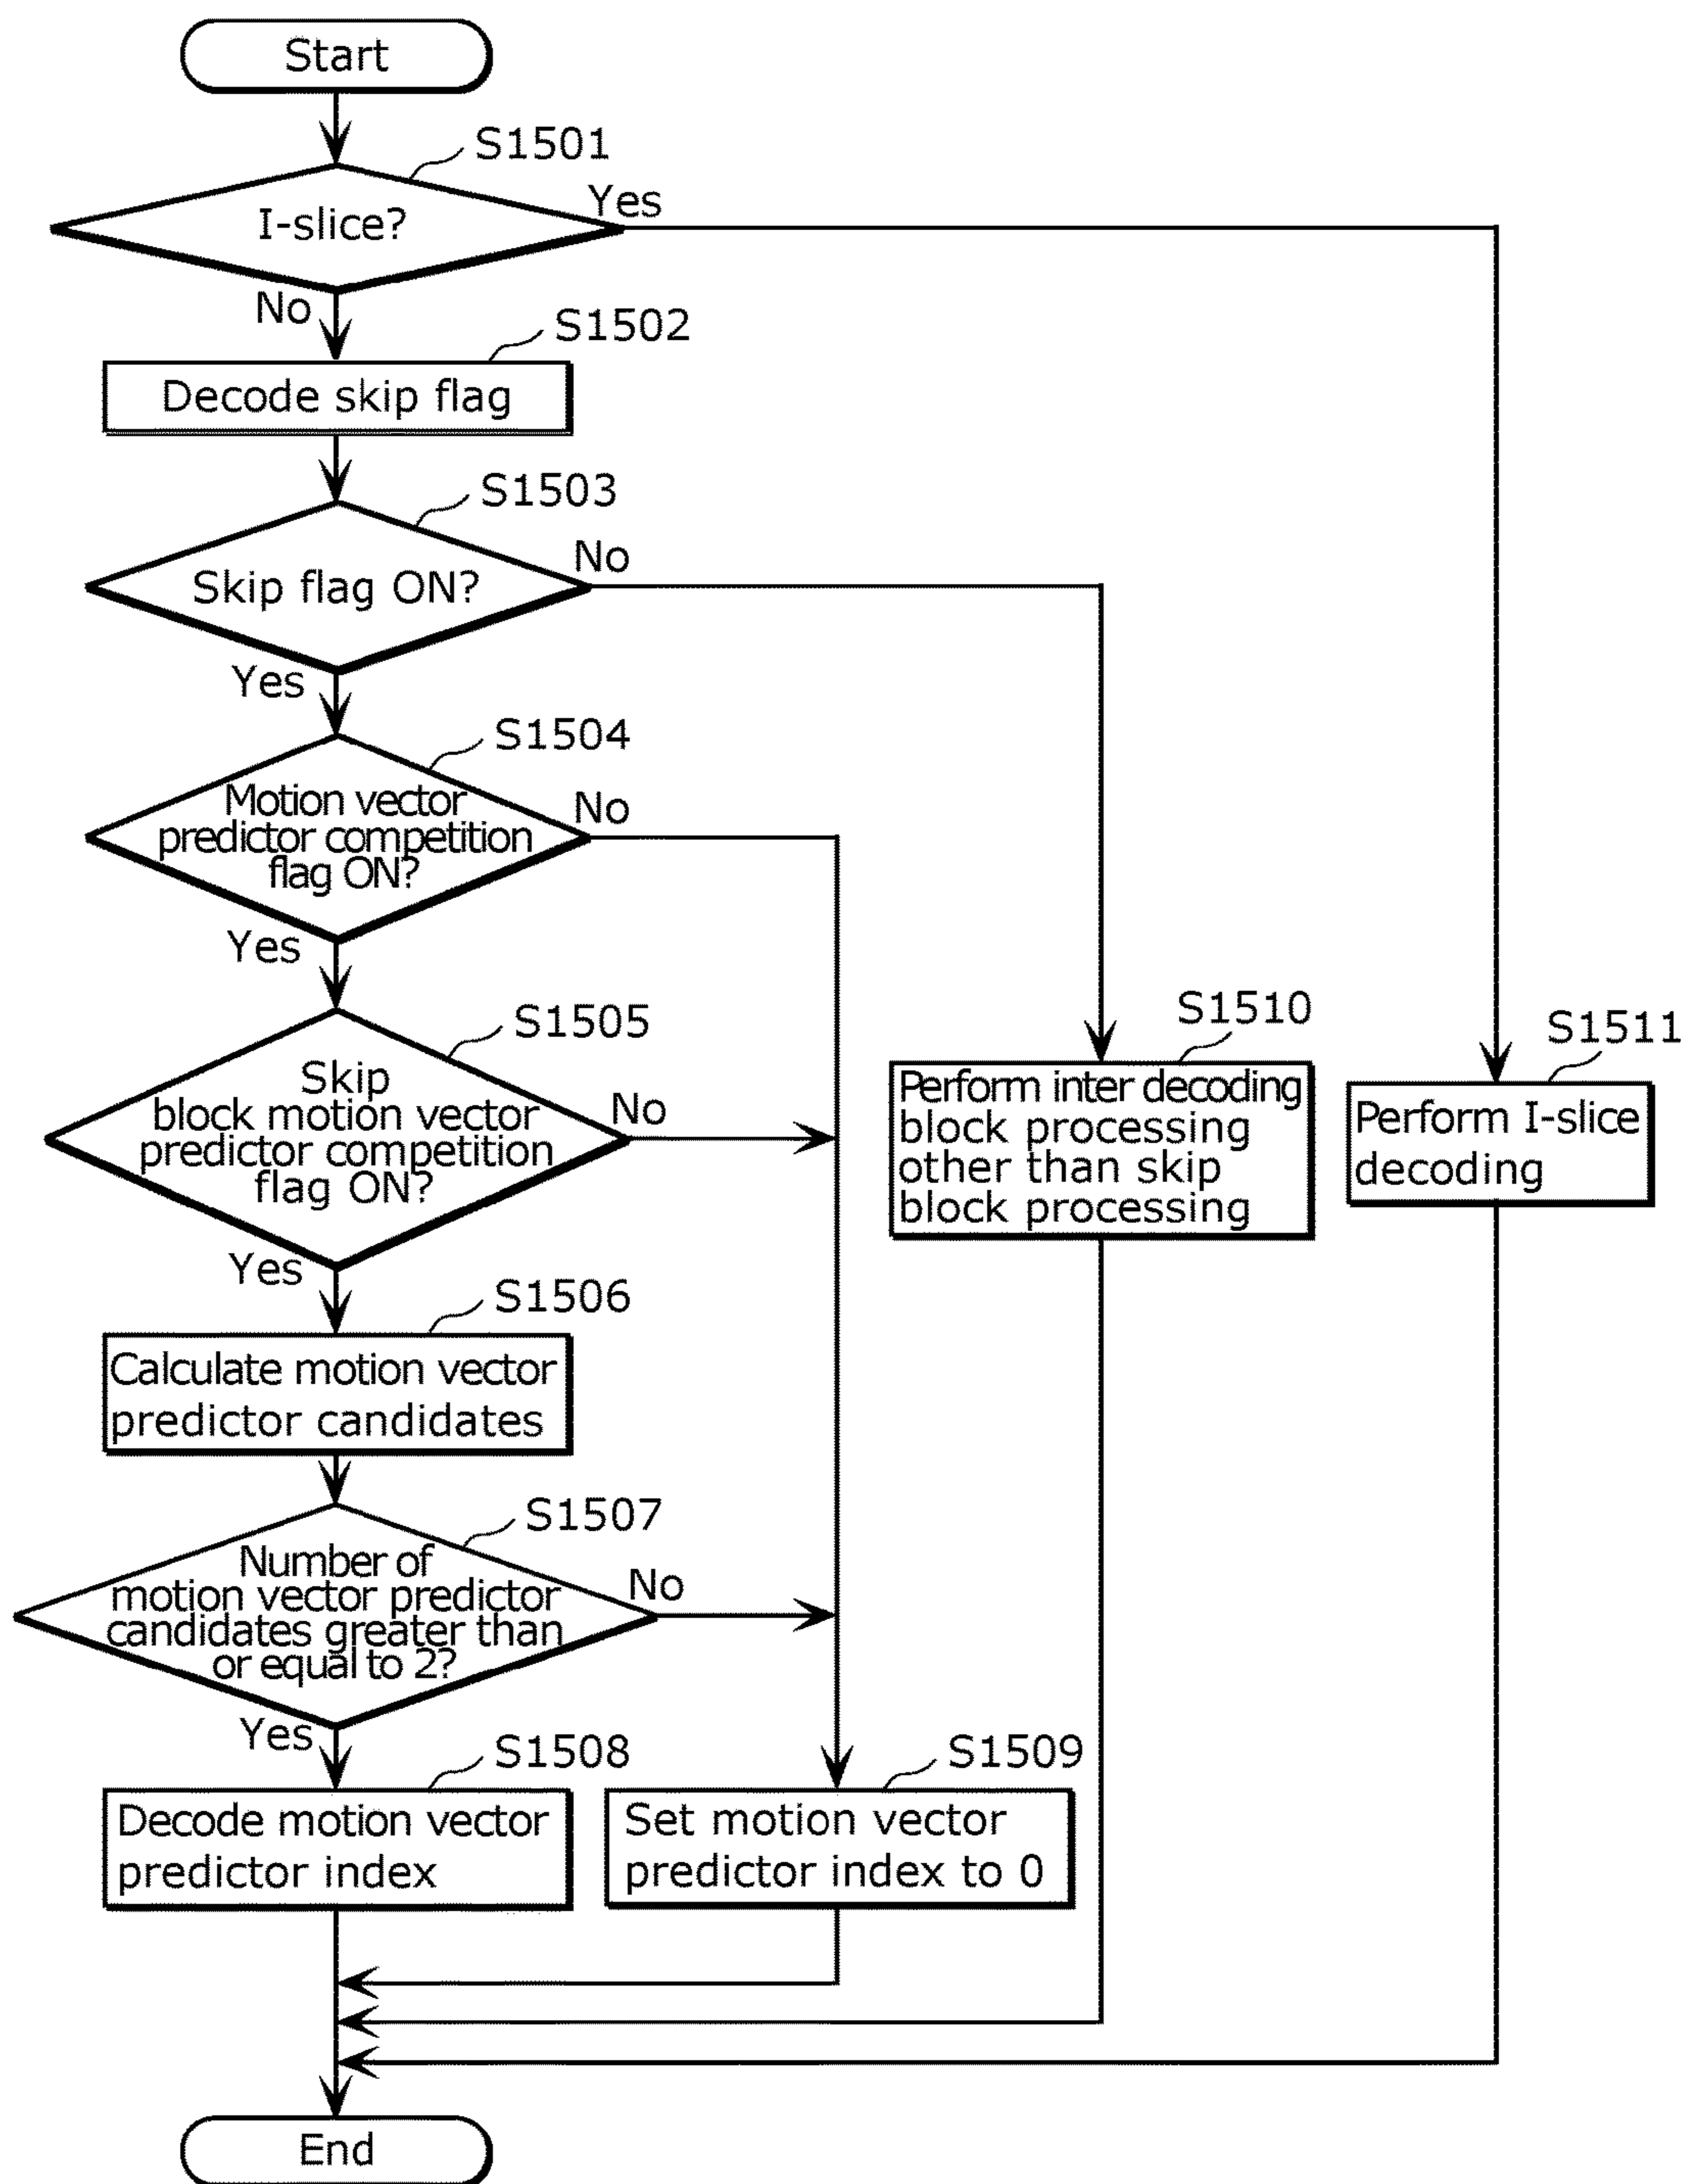 Start
S1501
I-slice?
Yes
No
S1502
Decode skip flag
S1503
Skip flag ON?
No
Yes
S1504
Motion vector
predictor competition
flag ON?
No
Yes
S1505
Skip
block motion vector
predictor competition
flag ON?
No
Yes
S1510
Perform inter decoding
block processing
other than skip
block processing
S1511
Perform I-slice
decoding
S1506
Calculate motion vector
predictor candidates
S1507
Number of
motion vector predictor
candidates greater than
or equal to 2?
No
Yes
S1508
Decode motion vector
predictor index
S1509
Set motion vector
predictor index to 0
End